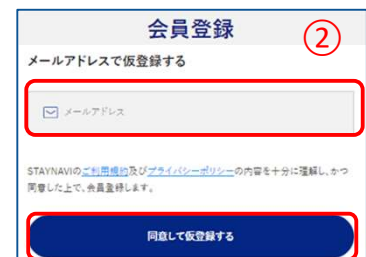 会員登録
②
メールアドレスで仮登録する
メールアドレス
STAYNAVIのご利用規約及びプライバシーポリシーの内容を十分に理解し、かつ
同意した上で、会員登録します。
同意して仮登録する